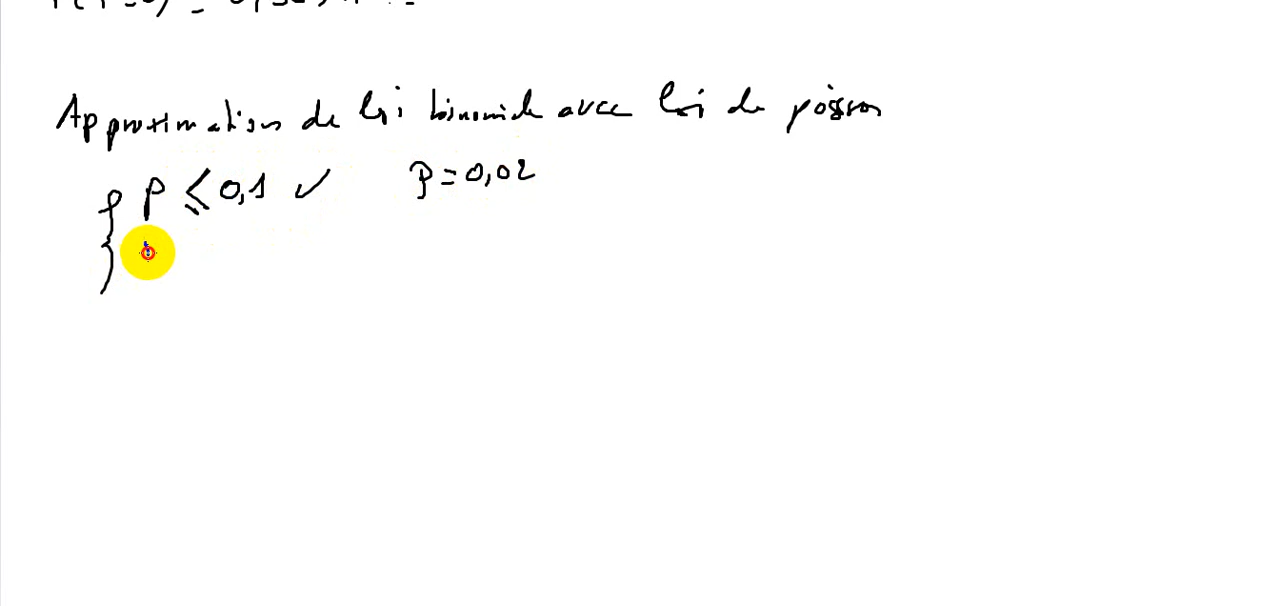 Approximation de loi binomiale avec loi de poisson
p ≤ 0,1 ✓ P = 0,02